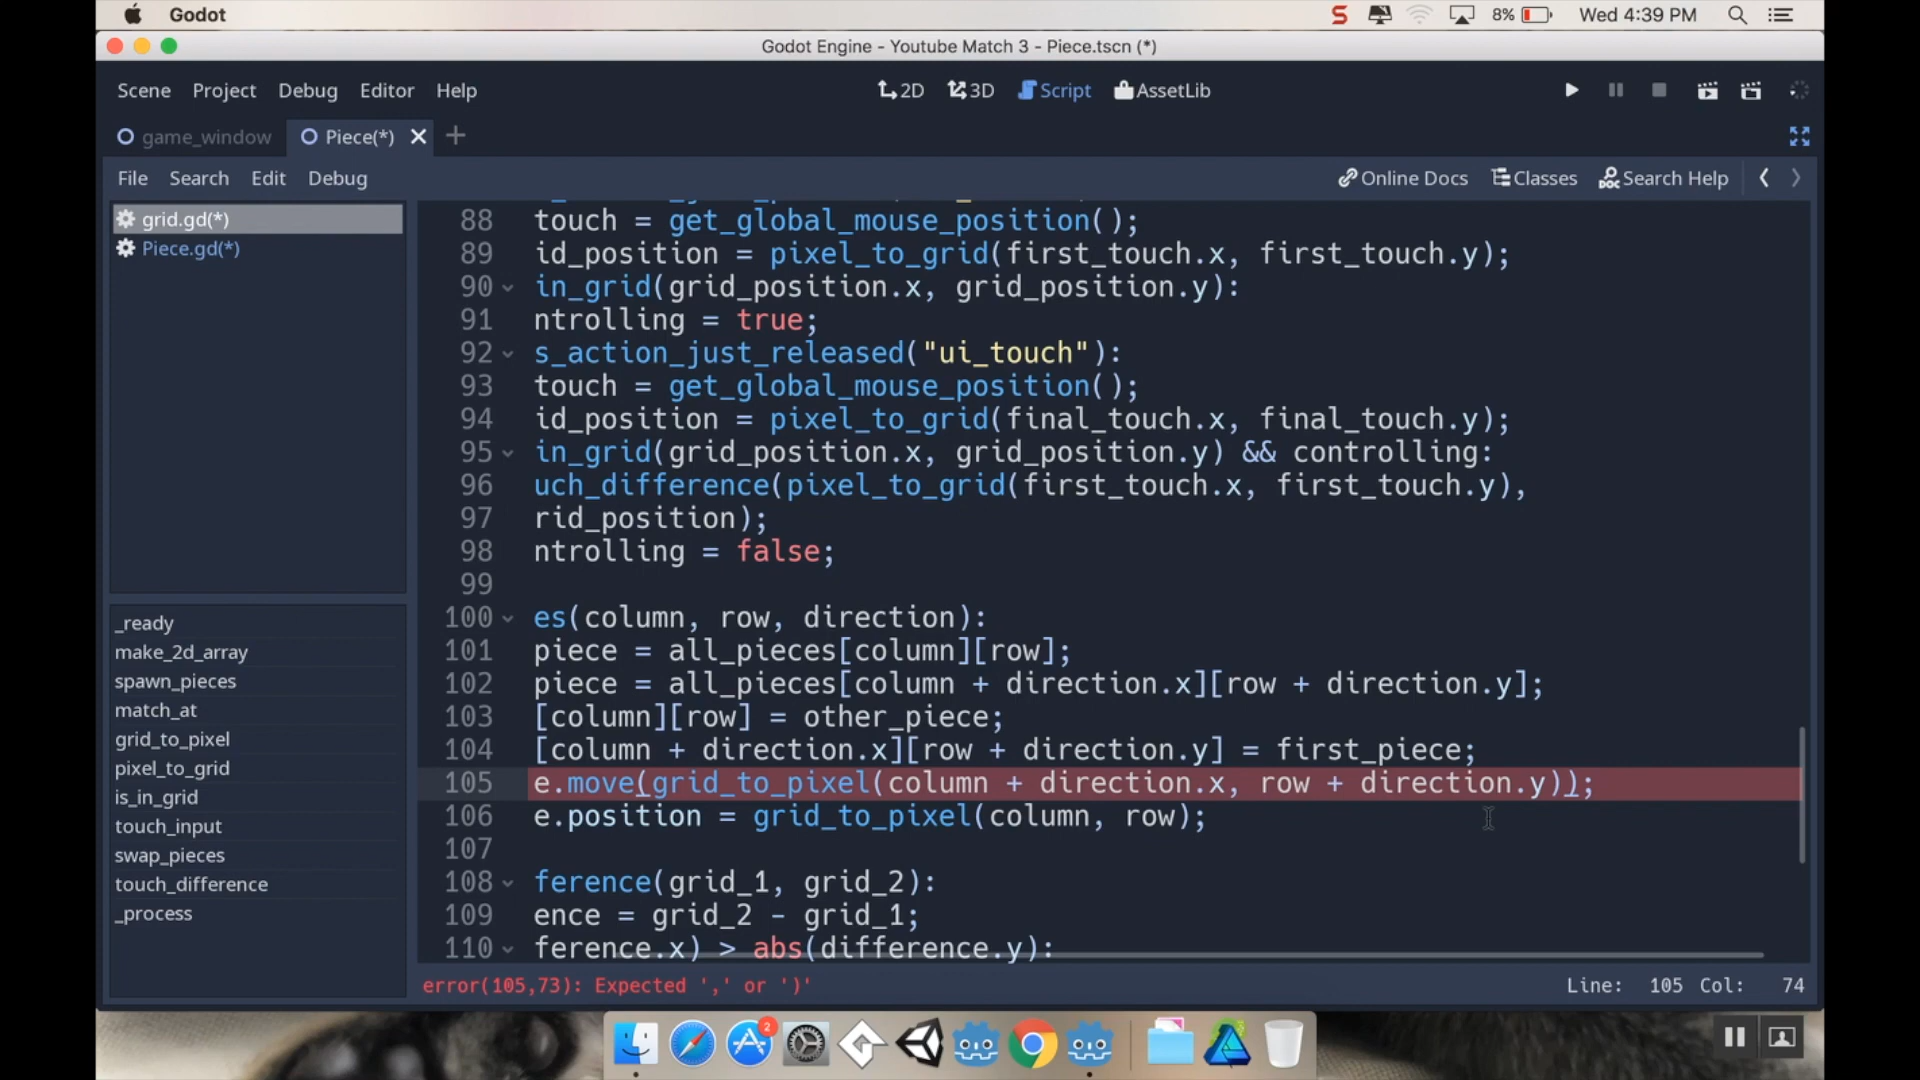 Godot
8%
Wed 4:39 PM
Godot Engine - Youtube Match 3 - Piece.tscn (*)
Scene Project Debug Editor Help
2D 3D Script AssetLib
game_window Piece(*)
File Search Edit Debug
Online Docs Classes Search Help
grid.gd(*)
Piece.gd(*)
_ready
make_2d_array
spawn_pieces
match_at
grid_to_pixel
pixel_to_grid
is_in_grid
touch_input
swap_pieces
touch_difference
_process
88 touch = get_global_mouse_position();
89 id_position = pixel_to_grid(first_touch.x, first_touch.y);
90 in_grid(grid_position.x, grid_position.y):
91 ntrolling = true;
92 s_action_just_released("ui_touch"):
93 touch = get_global_mouse_position();
94 id_position = pixel_to_grid(final_touch.x, final_touch.y);
95 in_grid(grid_position.x, grid_position.y) && controlling:
96 uch_difference(pixel_to_grid(first_touch.x, first_touch.y),
97 rid_position);
98 ntrolling = false;
99
100 es(column, row, direction):
101 piece = all_pieces[column][row];
102 piece = all_pieces[column + direction.x][row + direction.y];
103 [column][row] = other_piece;
104 [column + direction.x][row + direction.y] = first_piece;
105 e.move(grid_to_pixel(column + direction.x, row + direction.y));
106 e.position = grid_to_pixel(column, row);
107
108 ference(grid_1, grid_2):
109 ence = grid_2 - grid_1;
110 ference.x) > abs(difference.y):
error(105,73): Expected ',' or ')'
Line: 105 Col: 74
2